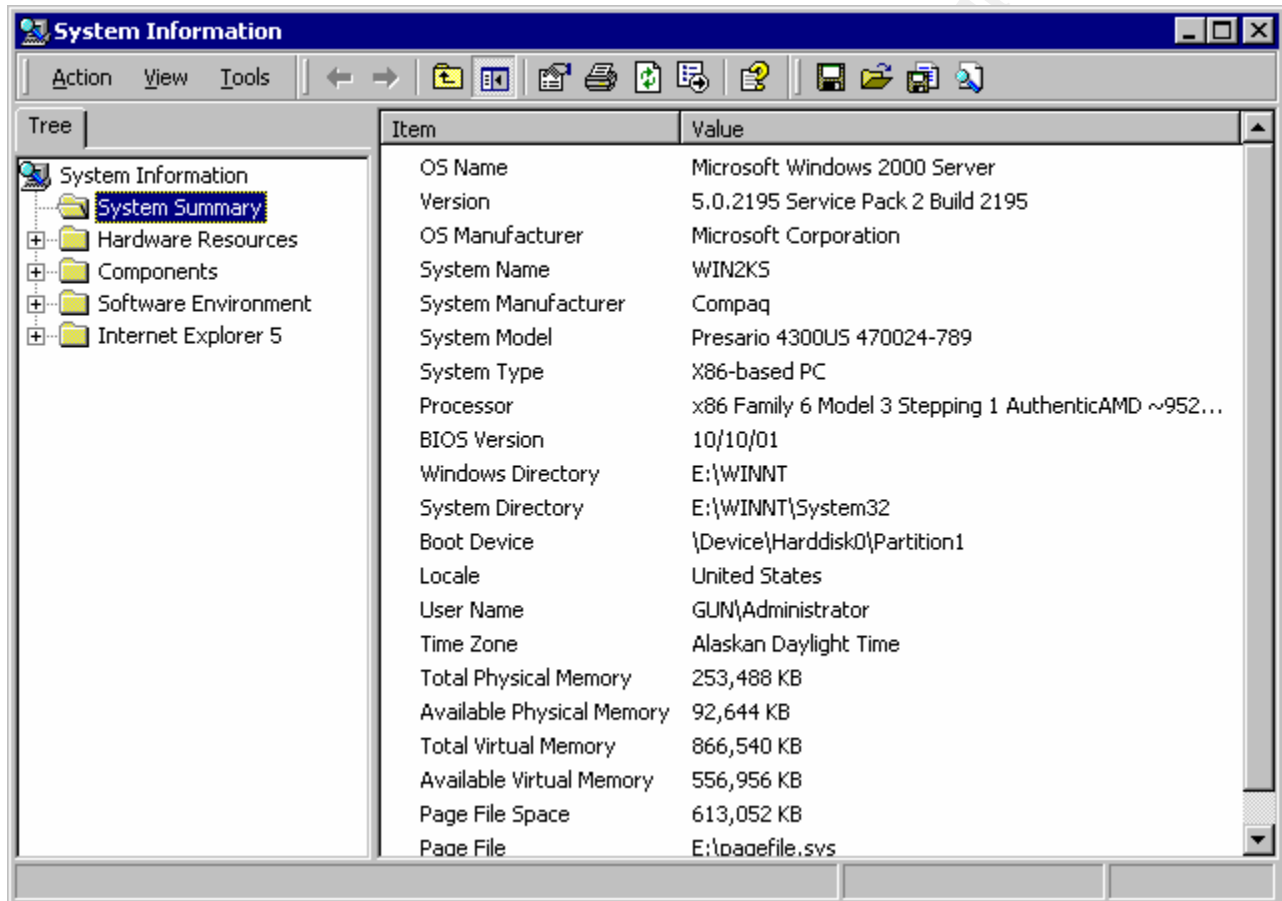 System Information
Action View Tools
Tree
System Information
System Summary
Hardware Resources
Components
Software Environment
Internet Explorer 5
Item Value
OS Name Microsoft Windows 2000 Server
Version 5.0.2195 Service Pack 2 Build 2195
OS Manufacturer Microsoft Corporation
System Name WIN2KS
System Manufacturer Compaq
System Model Presario 4300US 470024-789
System Type X86-based PC
Processor x86 Family 6 Model 3 Stepping 1 AuthenticAMD ~952...
BIOS Version 10/10/01
Windows Directory E:\WINNT
System Directory E:\WINNT\System32
Boot Device \Device\Harddisk0\Partition1
Locale United States
User Name GUN\Administrator
Time Zone Alaskan Daylight Time
Total Physical Memory 253,488 KB
Available Physical Memory 92,644 KB
Total Virtual Memory 866,540 KB
Available Virtual Memory 556,956 KB
Page File Space 613,052 KB
Page File E:\pagefile.sys